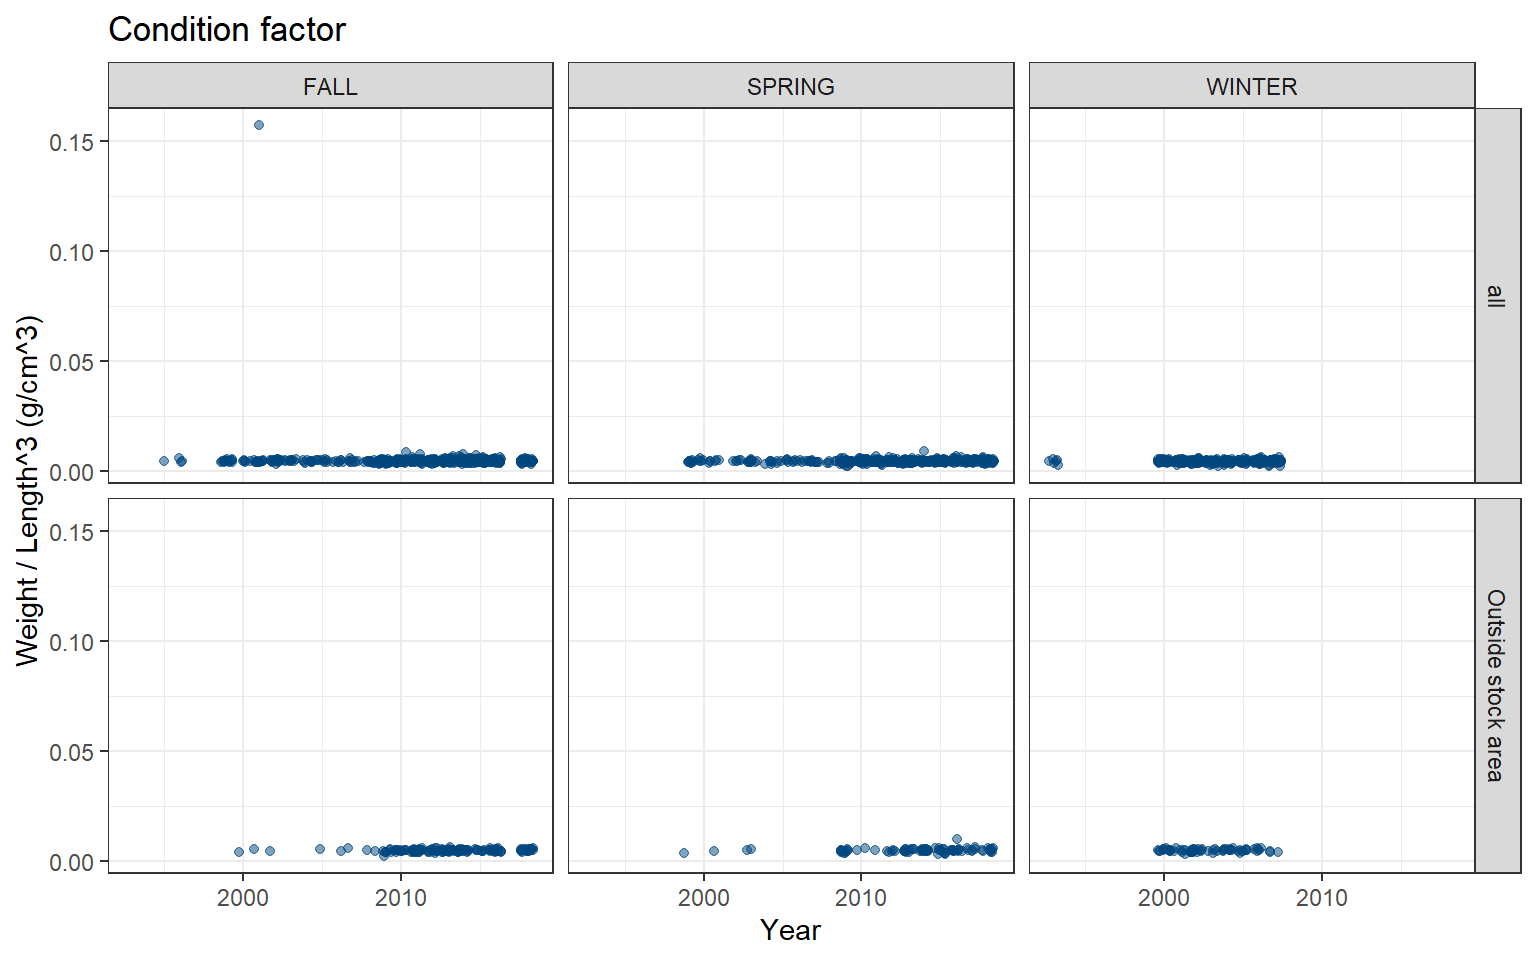 Condition factor
FALL
SPRING
WINTER
0.15
0.10
0.05
0.00
all
0.15
0.10
0.05
0.00
Outside stock area
Weight / Length^3 (g/cm^3)
2000
2010
2000
2010
2000
2010
Year